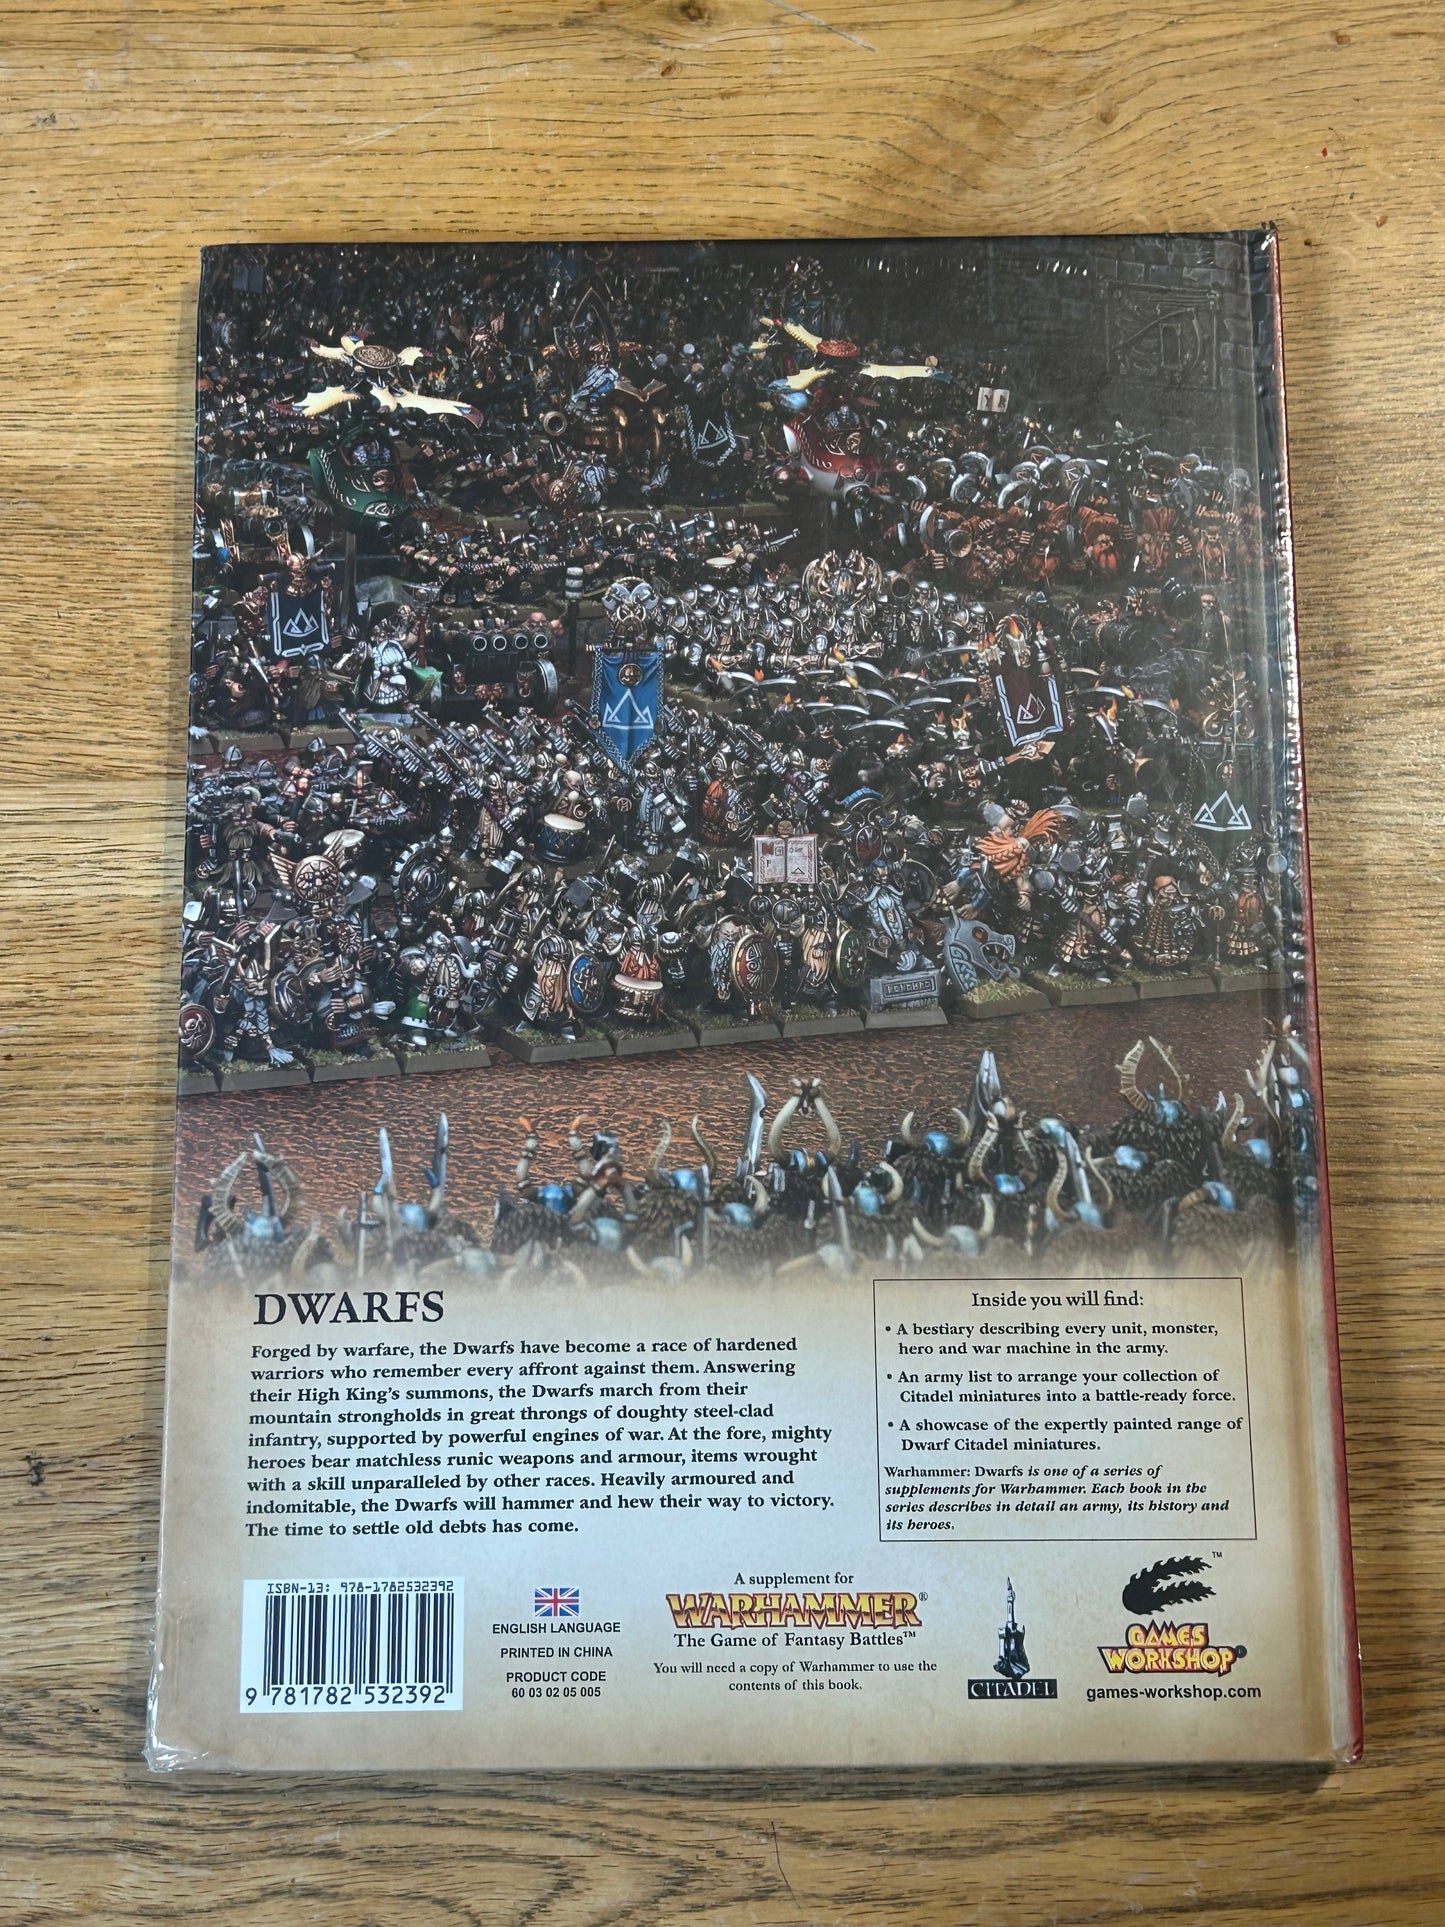 DWARFS
Forged by warfare, the Dwarfs have become a race of hardened
warriors who remember every affront against them. Answering
their High King's summons, the Dwarfs march from their
mountain strongholds in great throngs of doughty steel-clad
infantry, supported by powerful engines of war. At the fore, mighty
heroes bear matchless runic weapons and armour, items wrought
with a skill unparalleled by other races. Heavily armoured and
indomitable, the Dwarfs will hammer and hew their way to victory.
The time to settle old debts has come.
Inside you will find:
• A bestiary describing every unit, monster,
hero and war machine in the army.
• An army list to arrange your collection of
Citadel miniatures into a battle-ready force.
• A showcase of the expertly painted range of
Dwarf Citadel miniatures.
Warhammer: Dwarfs is one of a series of
supplements for Warhammer. Each book in the
series describes in detail an army, its history and
its heroes.
ISBN-13: 978-1782532392
9 781782 532392
ENGLISH LANGUAGE
PRINTED IN CHINA
PRODUCT CODE
60 03 02 05 005
A supplement for
WARHAMMER®
The Game of Fantasy Battles™
You will need a copy of Warhammer to use the
contents of this book.
CITADEL
™
GAMES
WORKSHOP®
games-workshop.com